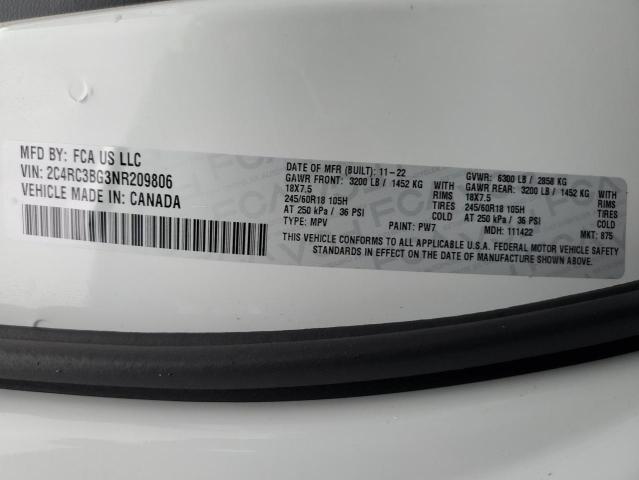 MFD BY: FCA US LLC
VIN: 2C4RC3BG3NR209806
VEHICLE MADE IN: CANADA
DATE OF MFR (BUILT): 11-22 GVWR: 6300 LB / 2858 KG
GAWR FRONT: 3200 LB / 1452 KG WITH GAWR REAR: 3200 LB / 1452 KG WITH
18X7.5 RIMS 18X7.5 RIMS
245/60R18 105H TIRES 245/60R18 105H TIRES
AT 250 kPa / 36 PSI COLD AT 250 kPa / 36 PSI COLD
TYPE: MPV PAINT: PW7 MDH: 111422 MKT: 875
THIS VEHICLE CONFORMS TO ALL APPLICABLE U.S.A. FEDERAL MOTOR VEHICLE SAFETY
STANDARDS IN EFFECT ON THE DATE OF MANUFACTURE SHOWN ABOVE.